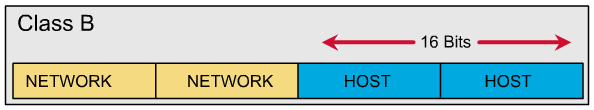 Class B
16 Bits
NETWORK NETWORK HOST HOST